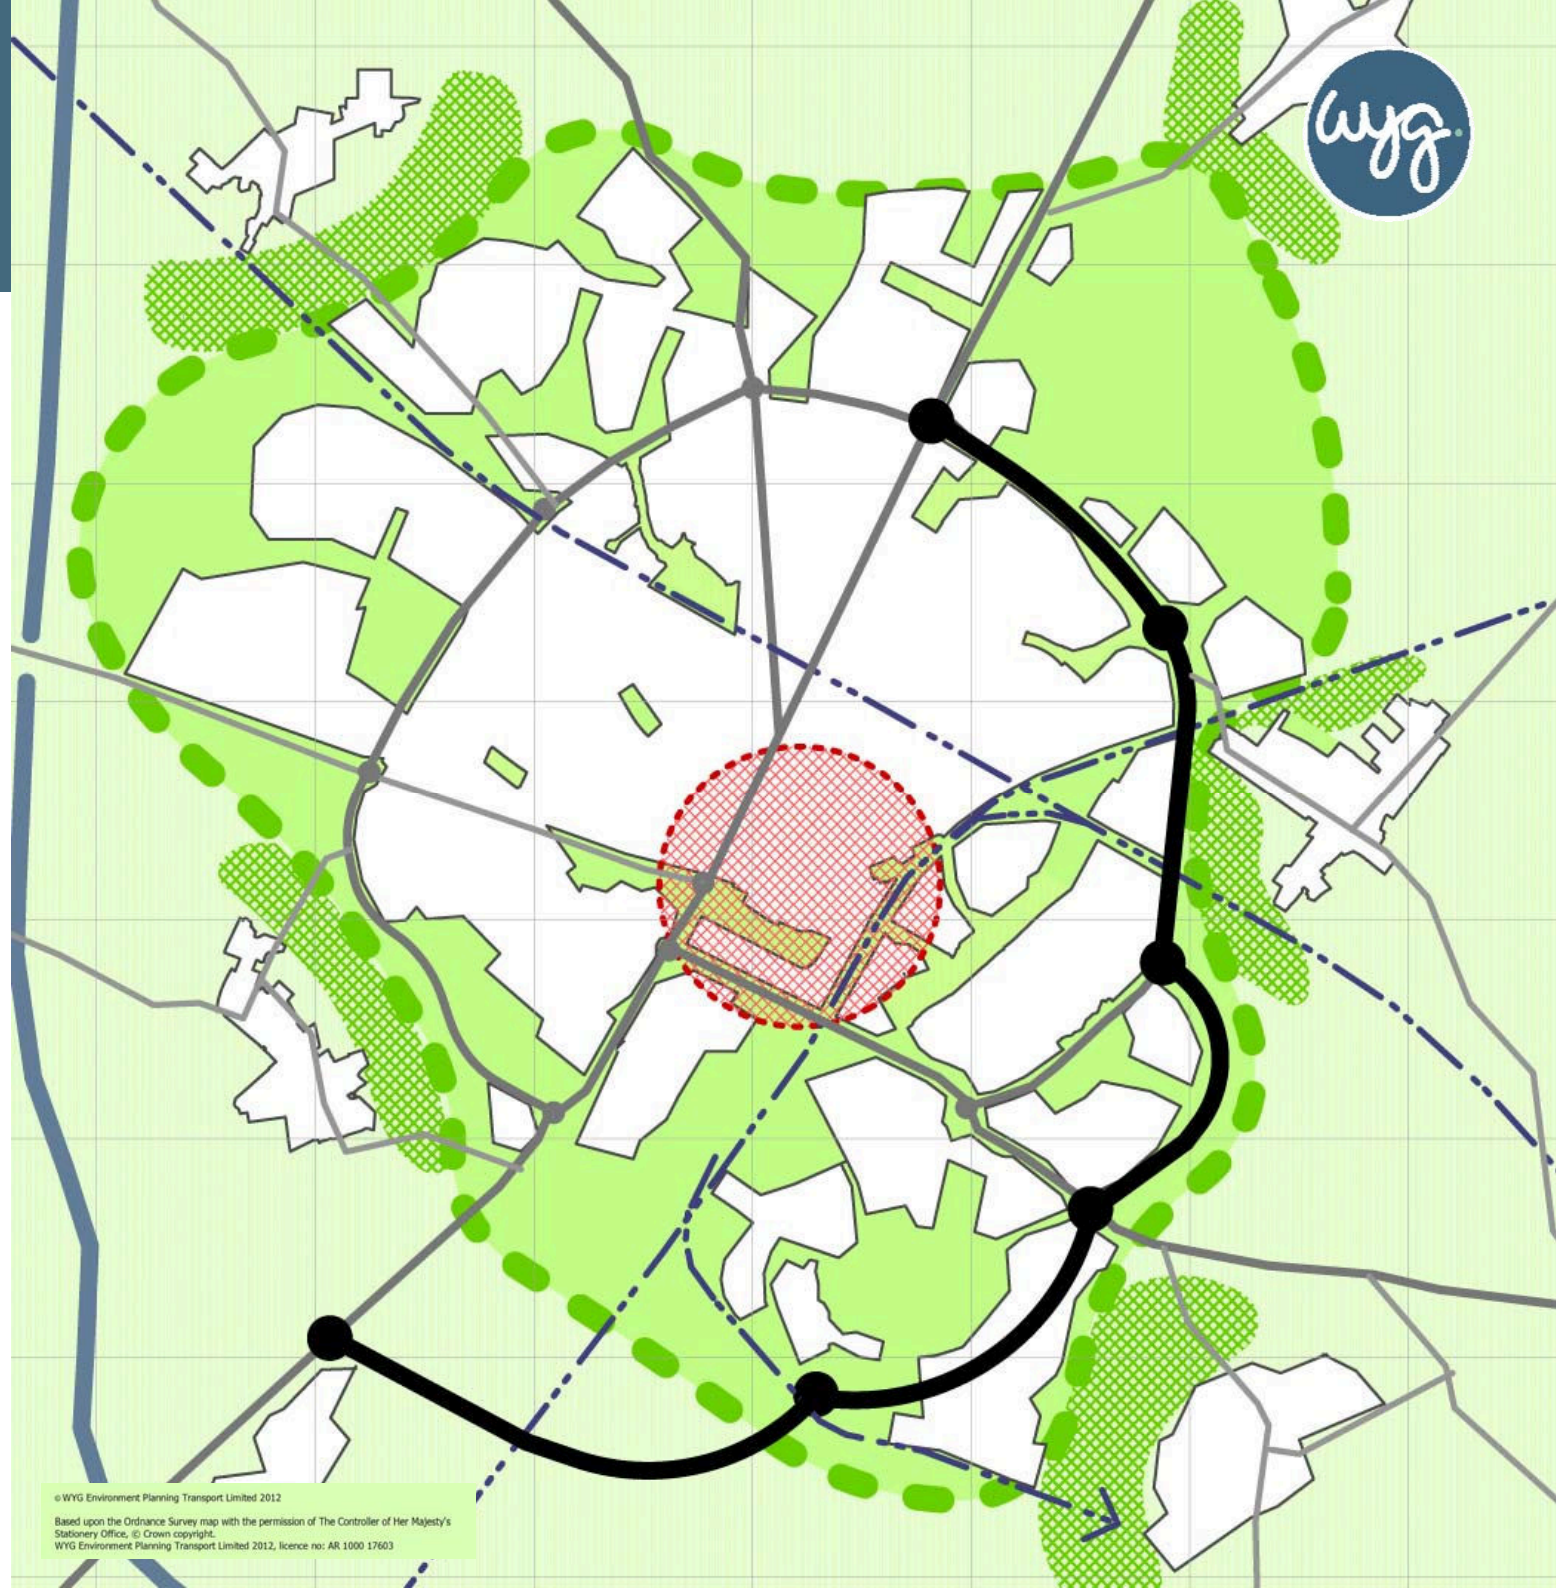 wyg.
© WYG Environment Planning Transport Limited 2012
Based upon the Ordnance Survey map with the permission of The Controller of Her Majesty's
Stationery Office, © Crown copyright.
WYG Environment Planning Transport Limited 2012, licence no: AR 1000 17603